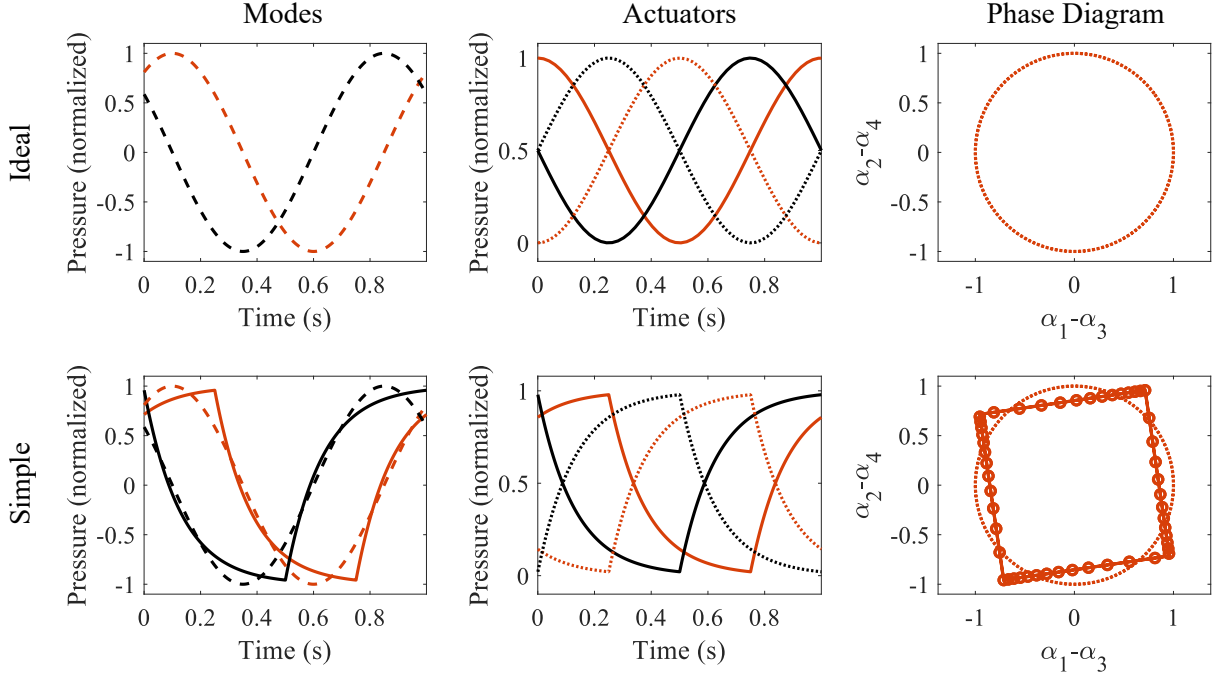 Modes
Actuators
Phase Diagram
Ideal
Pressure (normalized)
1
0.5
0
-0.5
-1
0 0.2 0.4 0.6 0.8
Time (s)
Pressure (normalized)
1
0.5
0
0 0.2 0.4 0.6 0.8
Time (s)
α₂-α₄
1
0.5
0
-0.5
-1
-1 0 1
α₁-α₃
Simple
Pressure (normalized)
1
0.5
0
-0.5
-1
0 0.2 0.4 0.6 0.8
Time (s)
Pressure (normalized)
1
0.5
0
0 0.2 0.4 0.6 0.8
Time (s)
α₂-α₄
1
0.5
0
-0.5
-1
-1 0 1
α₁-α₃